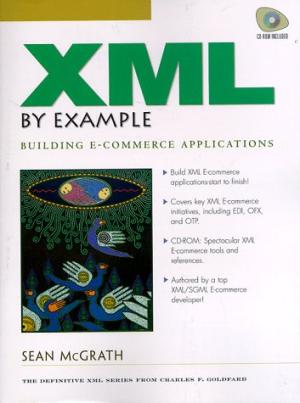 CD-ROM INCLUDED
XML
BY EXAMPLE
BUILDING E-COMMERCE APPLICATIONS
Build XML E-commerce
applications-start to finish!
Covers key XML E-commerce
initiatives, including EDI, OFX,
and OTP.
CD-ROM: Spectacular XML
E-commerce tools and
references.
Authored by a top
XML/SGML E-commerce
developer!
SEAN McGRATH
THE DEFINITIVE XML SERIES FROM CHARLES F. GOLDFARB